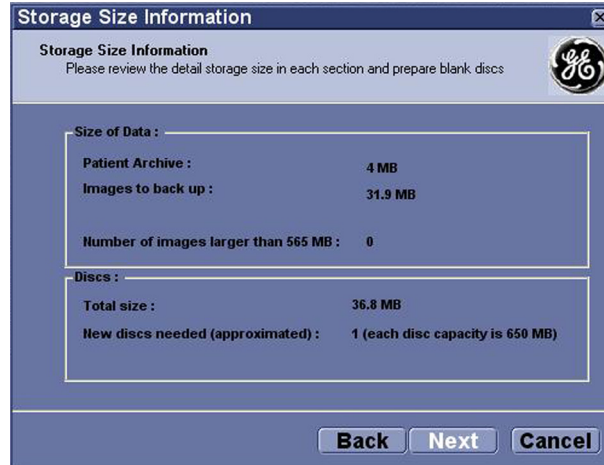 Storage Size Information
Storage Size Information
Please review the detail storage size in each section and prepare blank discs
Size of Data :
Patient Archive : 4 MB
Images to back up : 31.9 MB
Number of images larger than 565 MB : 0
Discs :
Total size : 36.8 MB
New discs needed (approximated) : 1 (each disc capacity is 650 MB)
Back Next Cancel